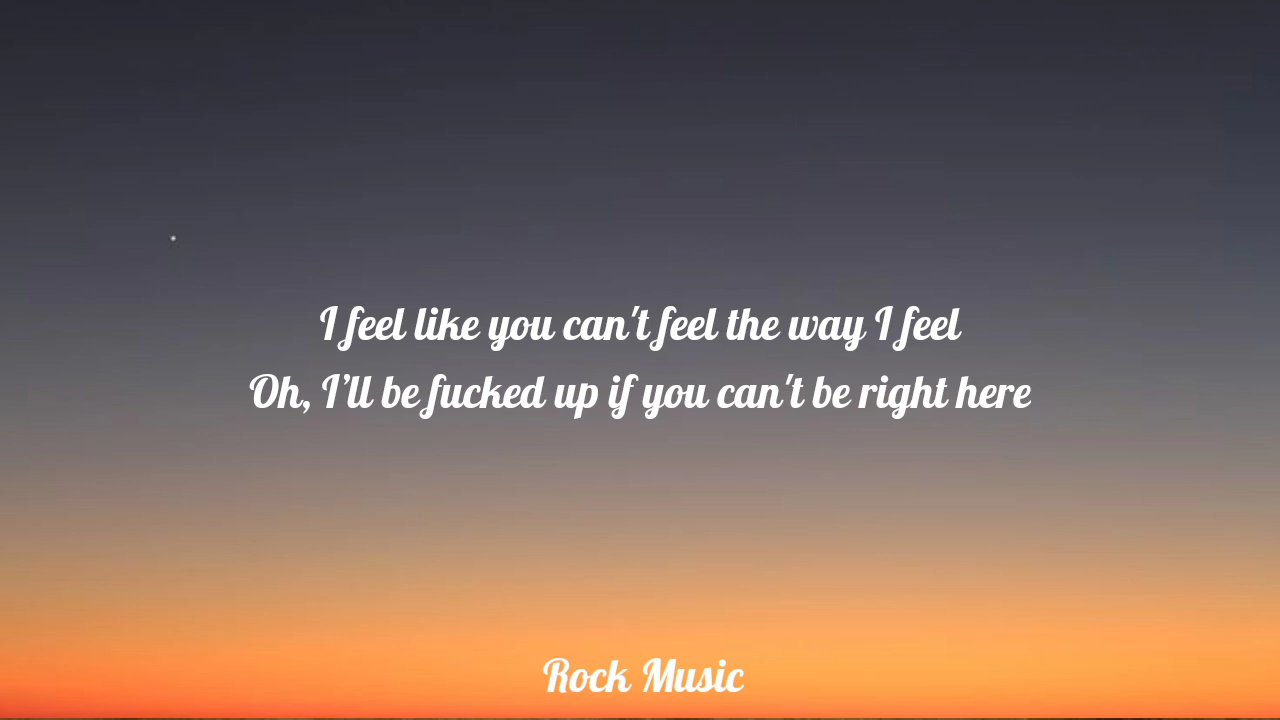 I feel like you can't feel the way I feel
Oh, I’ll be fucked up if you can't be right here
Rock Music